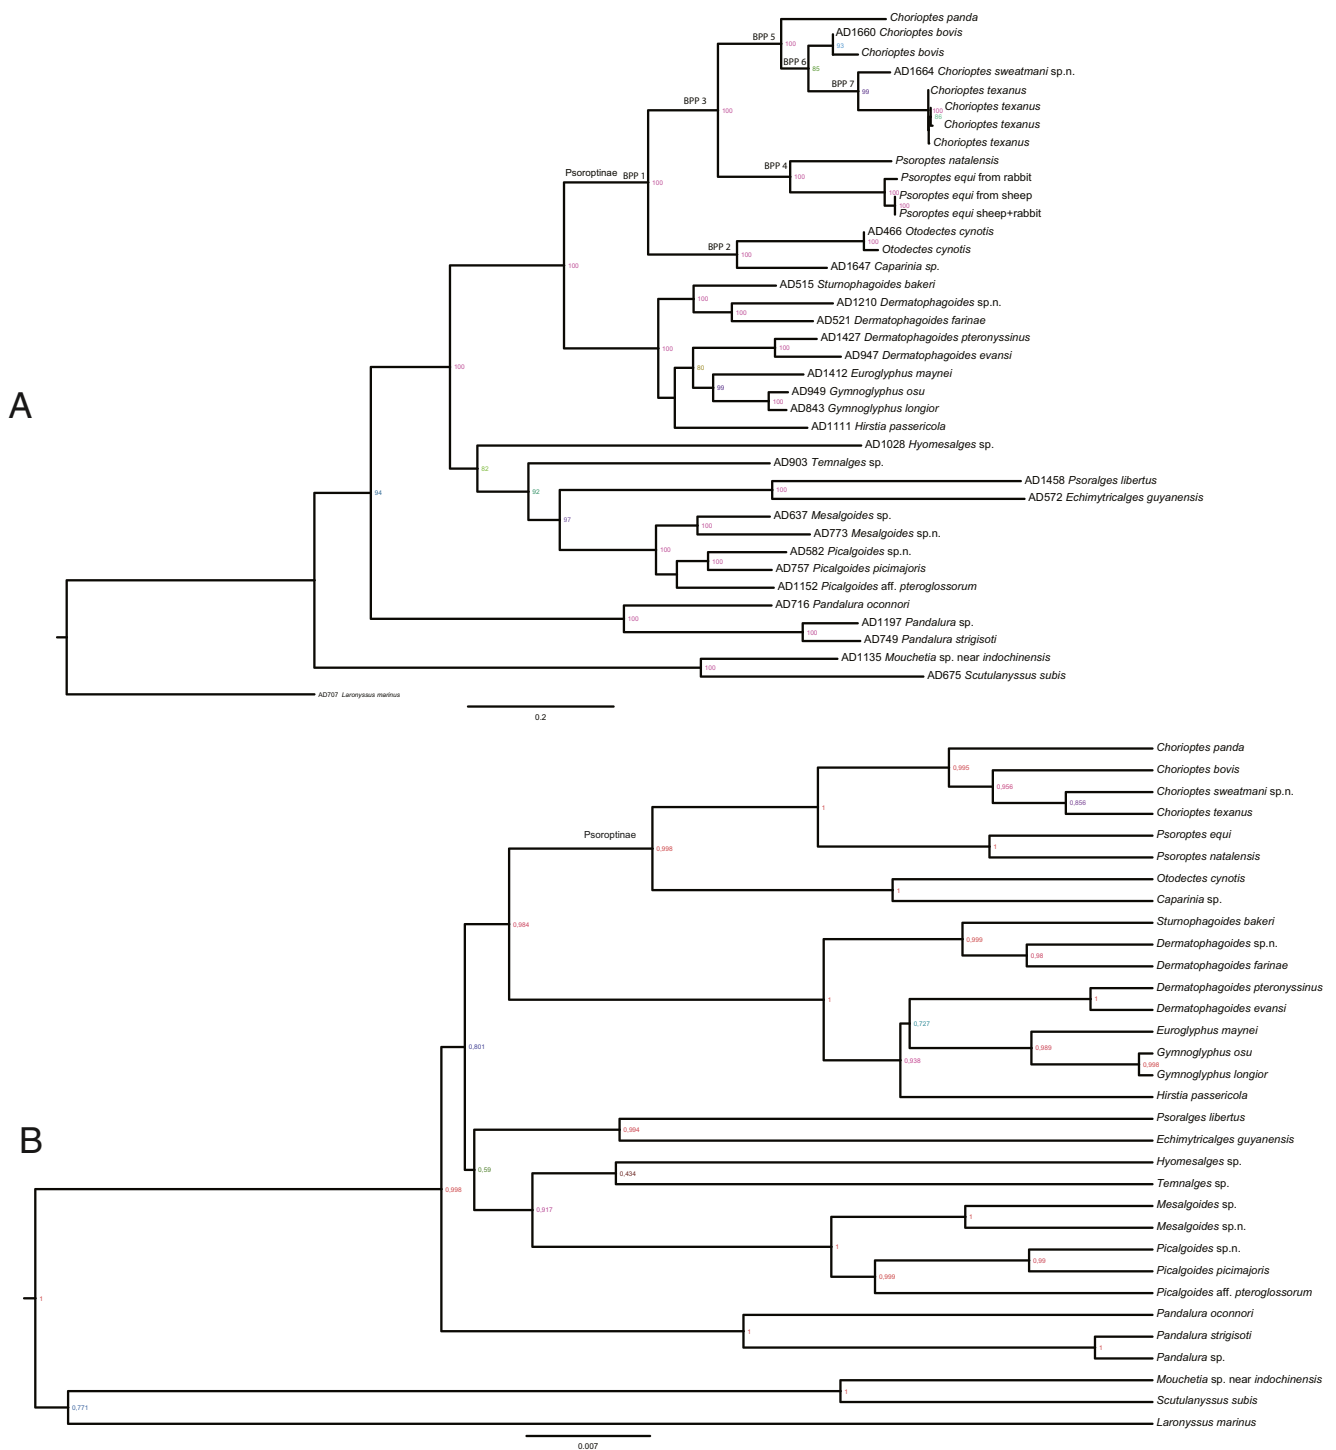 Chorioptes panda
BPP 5
AD1660 Chorioptes bovis
100
93
Chorioptes bovis
BPP 6
85
AD1664 Chorioptes sweatmani sp.n.
BPP 7
99
Chorioptes texanus
BPP 3
Chorioptes texanus
100
100
86
Chorioptes texanus
Chorioptes texanus
Psoroptes natalensis
BPP 4
Psoroptinae
BPP 1
100
Psoroptes equi from rabbit
100
100
Psoroptes equi from sheep
100
Psoroptes equi sheep+rabbit
AD466 Otodectes cynotis
100
BPP 2
Otodectes cynotis
100
AD1647 Caparinia sp.
100
AD515 Sturnophagoides bakeri
100
AD1210 Dermatophagoides sp.n.
100
AD521 Dermatophagoides farinae
AD1427 Dermatophagoides pteronyssinus
100
100
AD947 Dermatophagoides evansi
100
80
AD1412 Euroglyphus maynei
99
AD949 Gymnoglyphus osu
100
A
AD843 Gymnoglyphus longior
AD1111 Hirstia passericola
AD1028 Hyomesalges sp.
AD903 Temnalges sp.
82
AD1458 Psoralges libertus
100
94
92
AD572 Echimytricalges guyanensis
AD637 Mesalgoides sp.
97
100
AD773 Mesalgoides sp.n.
100
AD582 Picalgoides sp.n.
100
AD757 Picalgoides picimajoris
AD1152 Picalgoides aff. pteroglossorum
AD716 Pandalura oconnori
100
AD1197 Pandalura sp.
100
AD749 Pandalura strigisoti
AD1135 Mouchetia sp. near indochinensis
100
AD675 Scutulanyssus subis
AD707 Laronyssus marinus
0.2
Chorioptes panda
0,995
Chorioptes bovis
0,956
Chorioptes sweatmani sp.n.
0,856
1
Chorioptes texanus
Psoroptinae
Psoroptes equi
1
0,998
Psoroptes natalensis
Otodectes cynotis
1
Caparinia sp.
0,984
Sturnophagoides bakeri
0,999
Dermatophagoides sp.n.
0,98
Dermatophagoides farinae
Dermatophagoides pteronyssinus
1
1
Dermatophagoides evansi
0,727
Euroglyphus maynei
0,801
0,989
Gymnoglyphus osu
0,938
0,998
Gymnoglyphus longior
Hirstia passericola
Psoralges libertus
0,994
B
Echimytricalges guyanensis
Hyomesalges sp.
0,59
0,434
Temnalges sp.
0,998
Mesalgoides sp.
0,917
1
Mesalgoides sp.n.
1
Picalgoides sp.n.
0,99
Picalgoides picimajoris
0,999
Picalgoides aff. pteroglossorum
1
Pandalura oconnori
1
Pandalura strigisoti
1
Pandalura sp.
Mouchetia sp. near indochinensis
1
Scutulanyssus subis
0,771
Laronyssus marinus
0.007